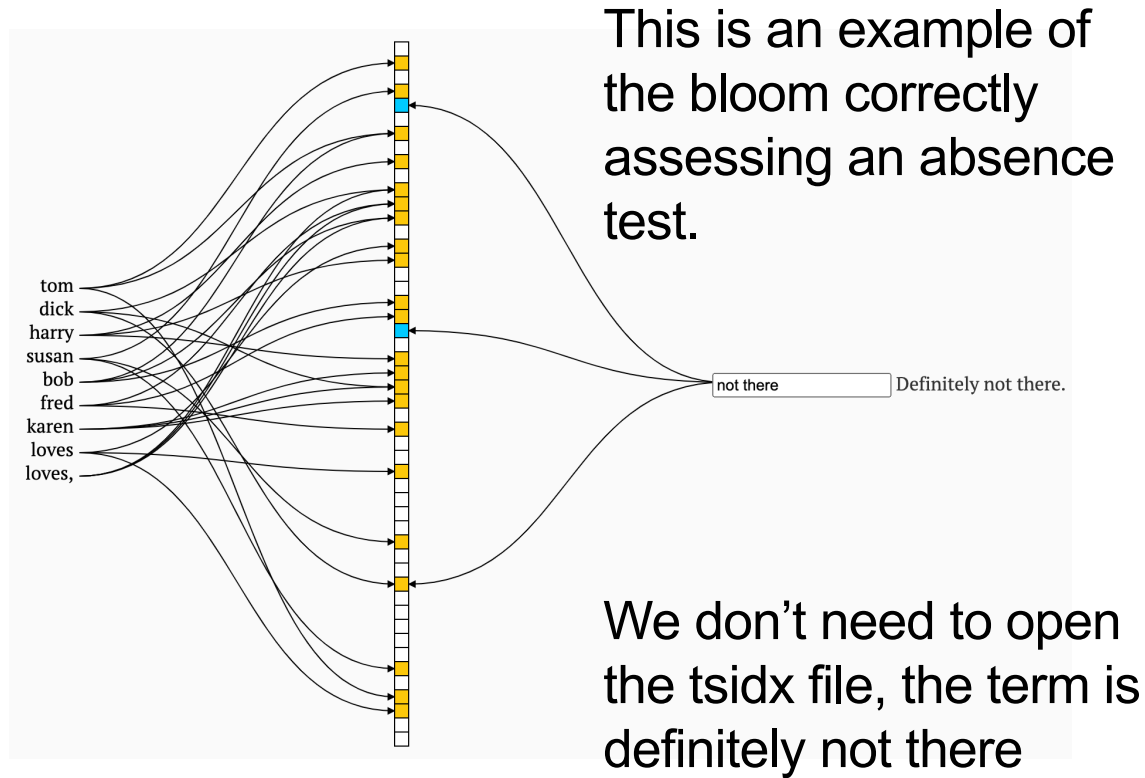 This is an example of
the bloom correctly
assessing an absence
test.
tom
dick
harry
susan
bob
fred
karen
loves
loves,
not there Definitely not there.
We don’t need to open
the tsidx file, the term is
definitely not there